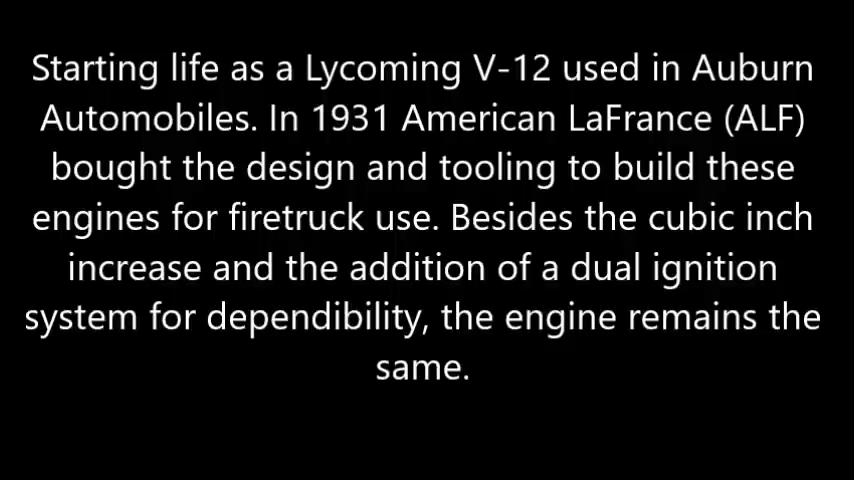 Starting life as a Lycoming V-12 used in Auburn
Automobiles. In 1931 American LaFrance (ALF)
bought the design and tooling to build these
engines for firetruck use. Besides the cubic inch
increase and the addition of a dual ignition
system for dependibility, the engine remains the
same.